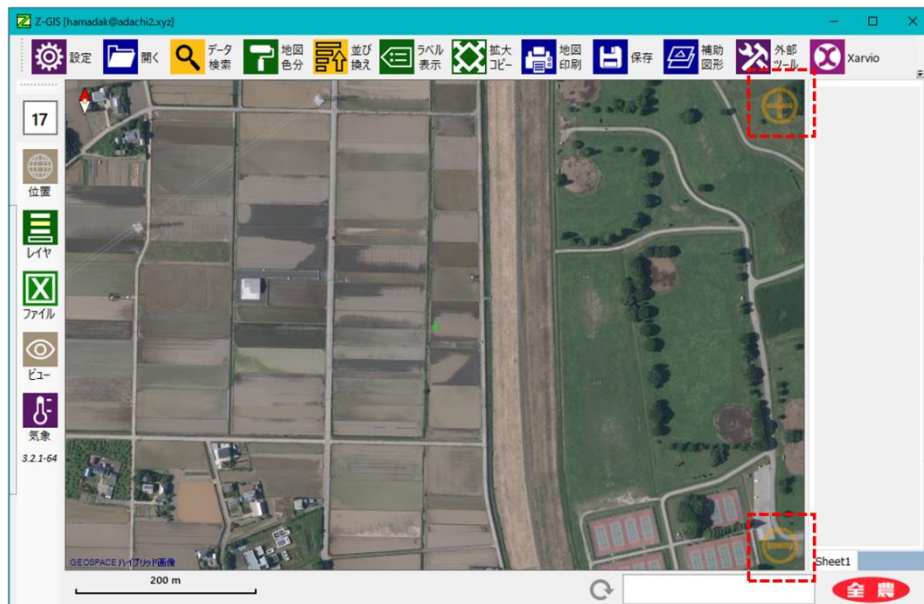 Z-GIS [hamadak@adachi2.xyz]
設定
開く
データ
検索
地図
色分
並び
換え
ラベル
表示
拡大
コピー
地図
印刷
保存
補助
図形
外部
ツール
Xarvio
17
位置
レイヤ
ファイル
ビュー
気象
3.2.1-64
GEOSPACE ハイブリッド画像
200 m
Sheet1
全農